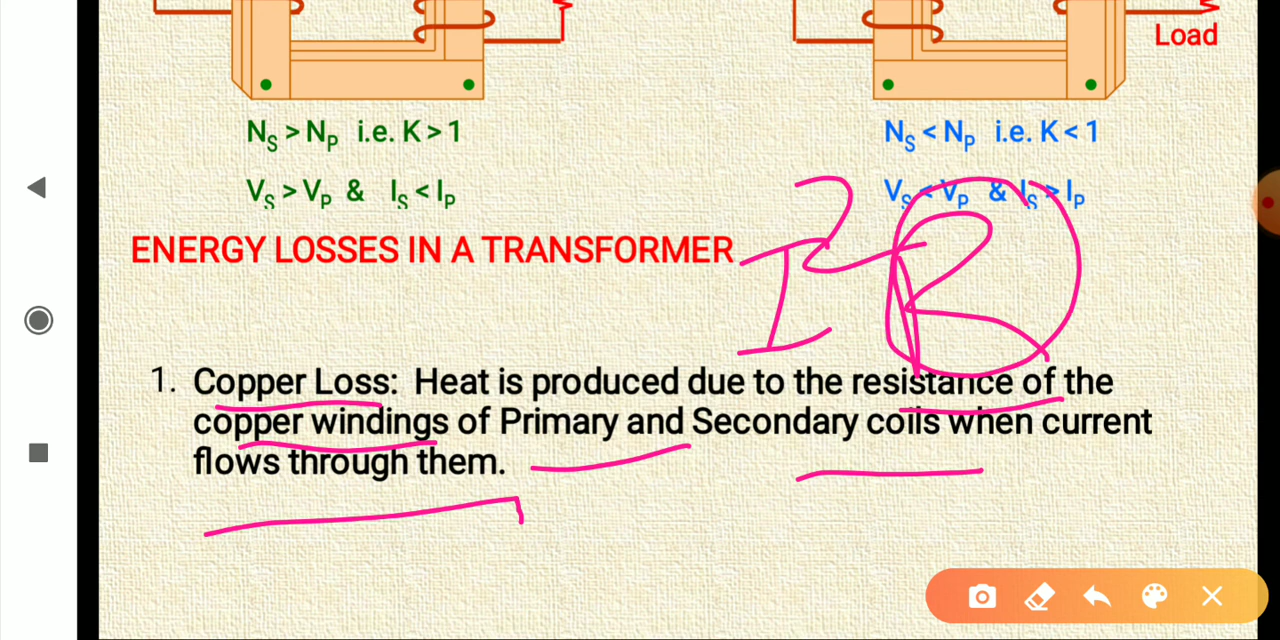 Load
NS > NP i.e. K > 1
NS < NP i.e. K < 1
VS > VP & IS < IP
VS < VP & IS > IP
ENERGY LOSSES IN A TRANSFORMER
I²R
1. Copper Loss: Heat is produced due to the resistance of the
copper windings of Primary and Secondary coils when current
flows through them.